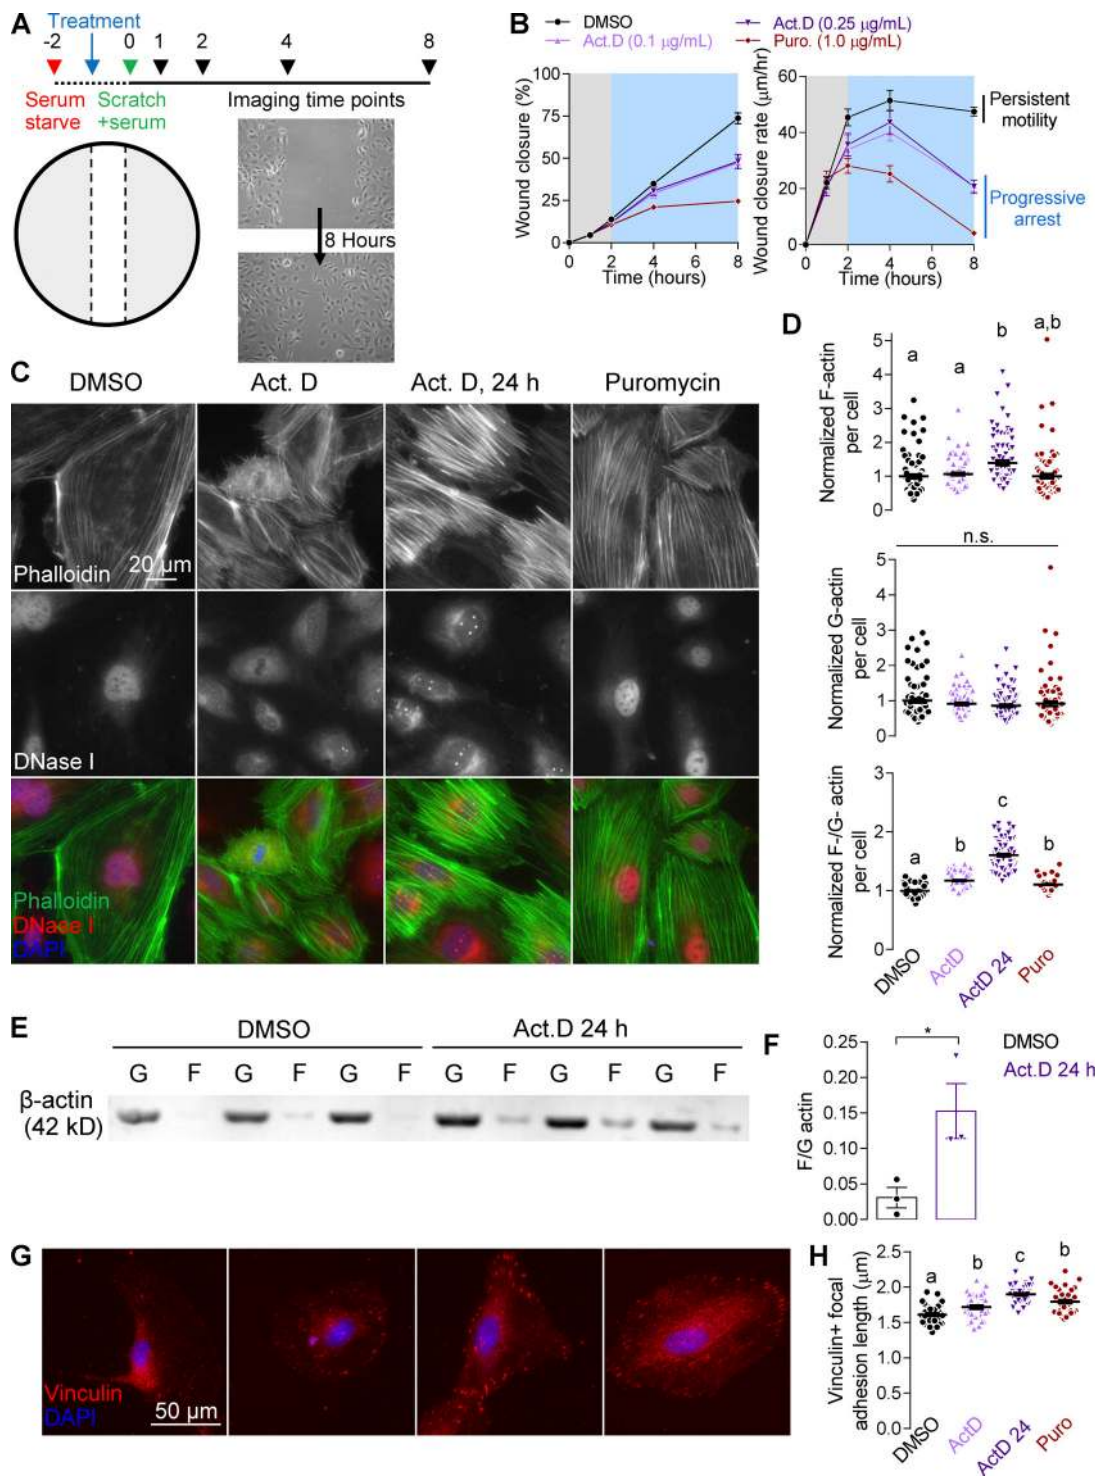 A
Treatment
-2 0 1 2 4 8
Serum
starve
Scratch
+serum
Imaging time points
8 Hours
B
DMSO
Act.D (0.1 µg/mL)
Act.D (0.25 µg/mL)
Puro. (1.0 µg/mL)
Wound closure (%)
100
75
50
25
0
0 2 4 6 8
Time (hours)
Wound closure rate (µm/hr)
60
40
20
0
0 2 4 6 8
Time (hours)
Persistent
motility
Progressive
arrest
C
DMSO Act. D Act. D, 24 h Puromycin
20 µm
Phalloidin
DNase I
Phalloidin
DNase I
DAPI
D
Normalized F-actin
per cell
5
4
3
2
1
0
a a b a,b
n.s.
Normalized G-actin
per cell
5
4
3
2
1
0
Normalized F-/G- actin
per cell
3
2
1
0
a b c b
DMSO ActD ActD 24 Puro
E
DMSO Act.D 24 h
G F G F G F G F G F G F
β-actin
(42 kD)
F
F/G actin
0.25
0.20
0.15
0.10
0.05
0.00
*
DMSO
Act.D 24 h
G
Vinculin
DAPI
50 µm
H
Vinculin+ focal
adhesion length (µm)
2.5
2.0
1.5
1.0
0.5
0.0
a b c b
DMSO ActD ActD 24 Puro